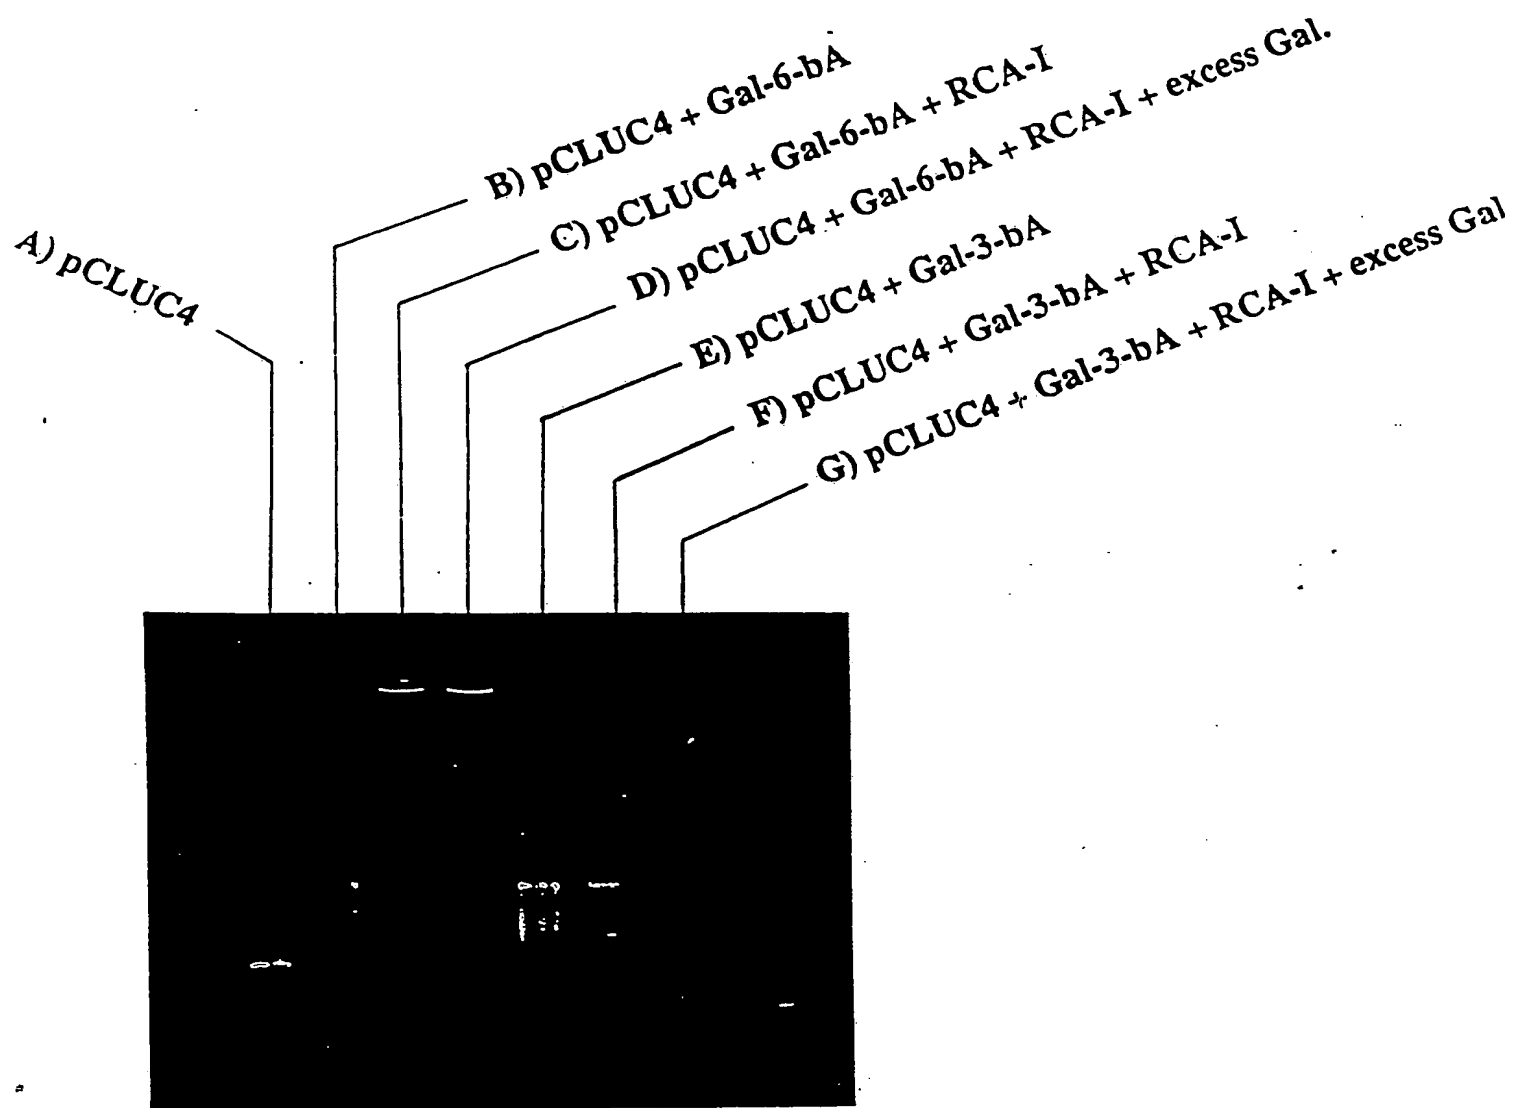 A) pCLUC4
B) pCLUC4 + Gal-6-bA
C) pCLUC4 + Gal-6-bA + RCA-I
D) pCLUC4 + Gal-6-bA + RCA-I + excess Gal.
E) pCLUC4 + Gal-3-bA
F) pCLUC4 + Gal-3-bA + RCA-I
G) pCLUC4 + Gal-3-bA + RCA-I + excess Gal